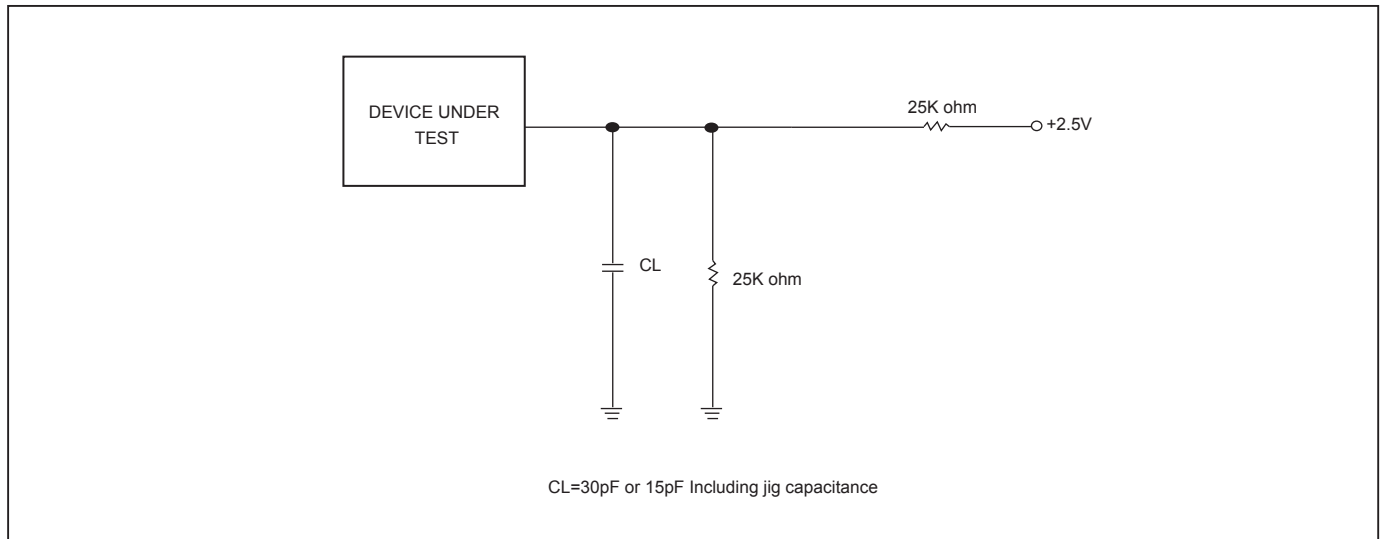 DEVICE UNDER
TEST
25K ohm
+2.5V
CL
25K ohm
CL=30pF or 15pF Including jig capacitance